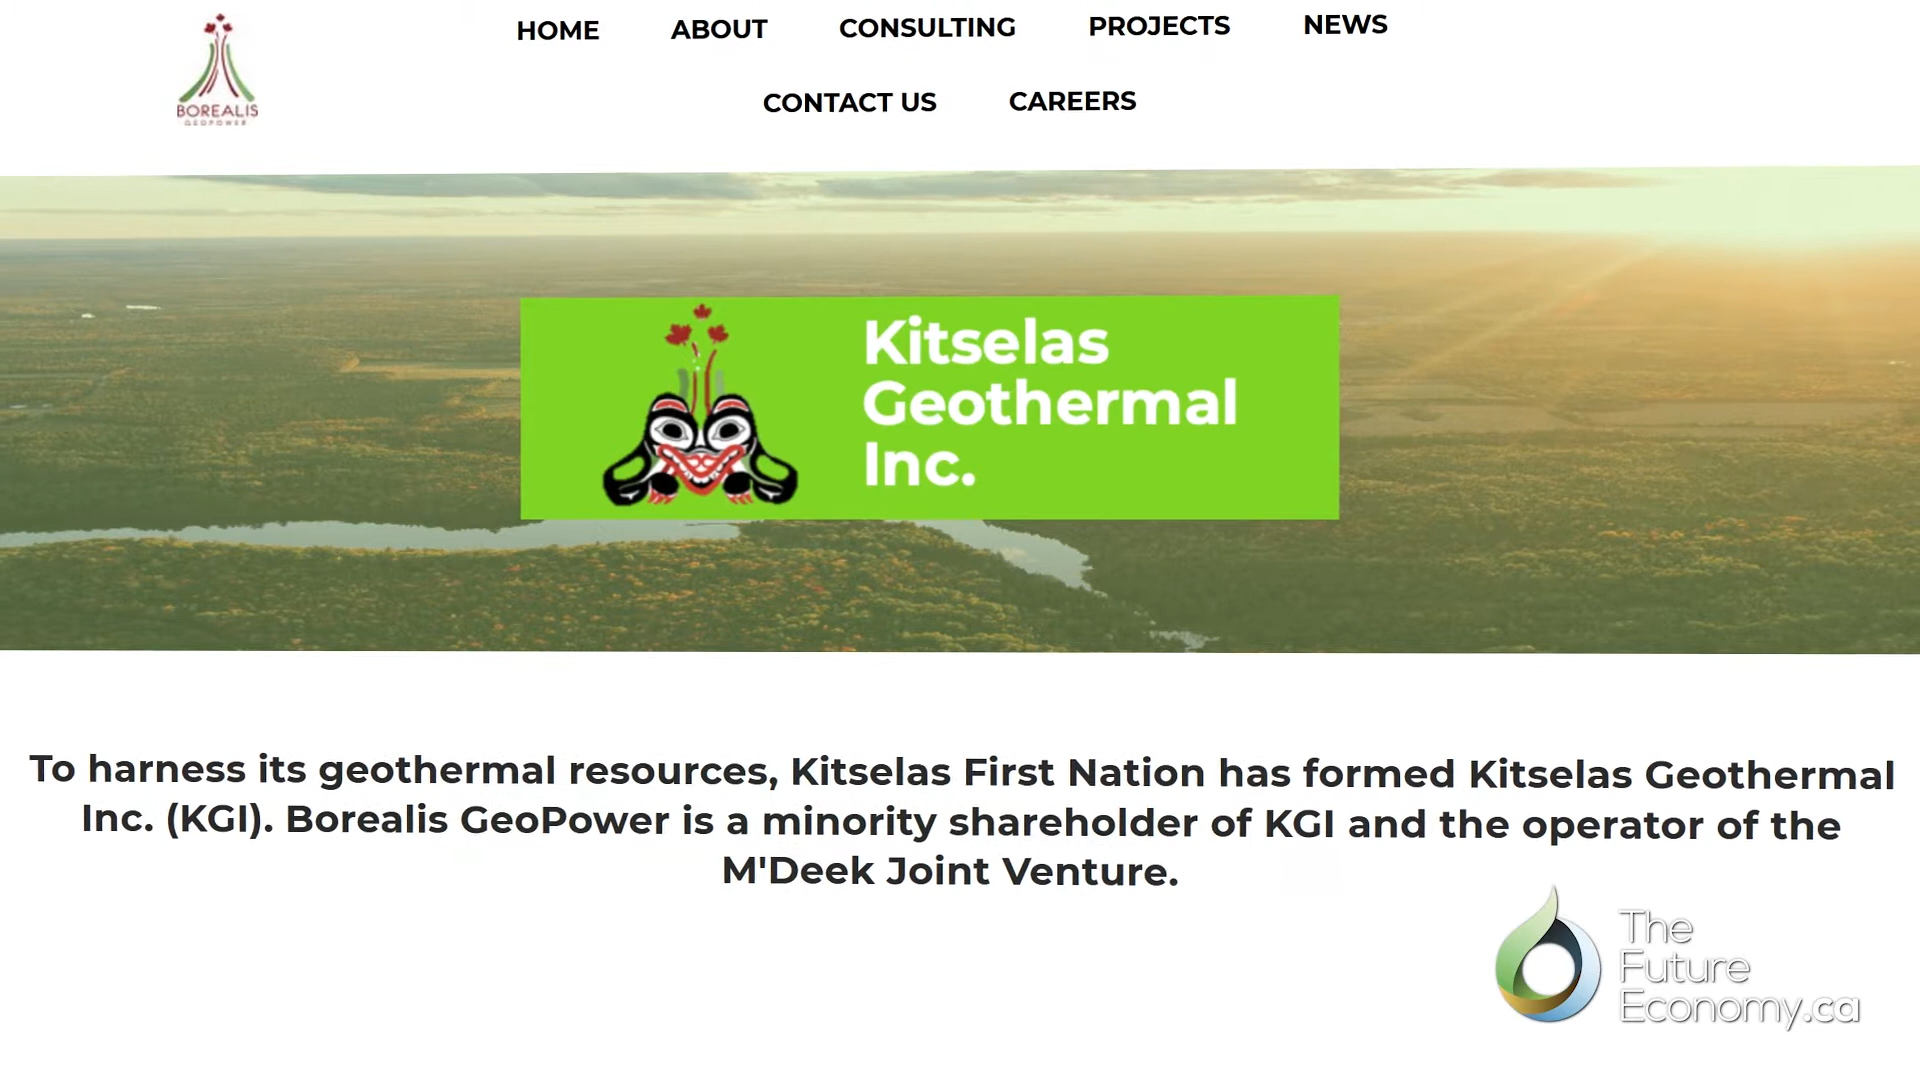 HOME ABOUT CONSULTING PROJECTS NEWS
BOREALIS
GEOPOWER
CONTACT US CAREERS
Kitselas
Geothermal
Inc.
To harness its geothermal resources, Kitselas First Nation has formed Kitselas Geothermal
Inc. (KGI). Borealis GeoPower is a minority shareholder of KGI and the operator of the
M'Deek Joint Venture.
The
Future
Economy.ca